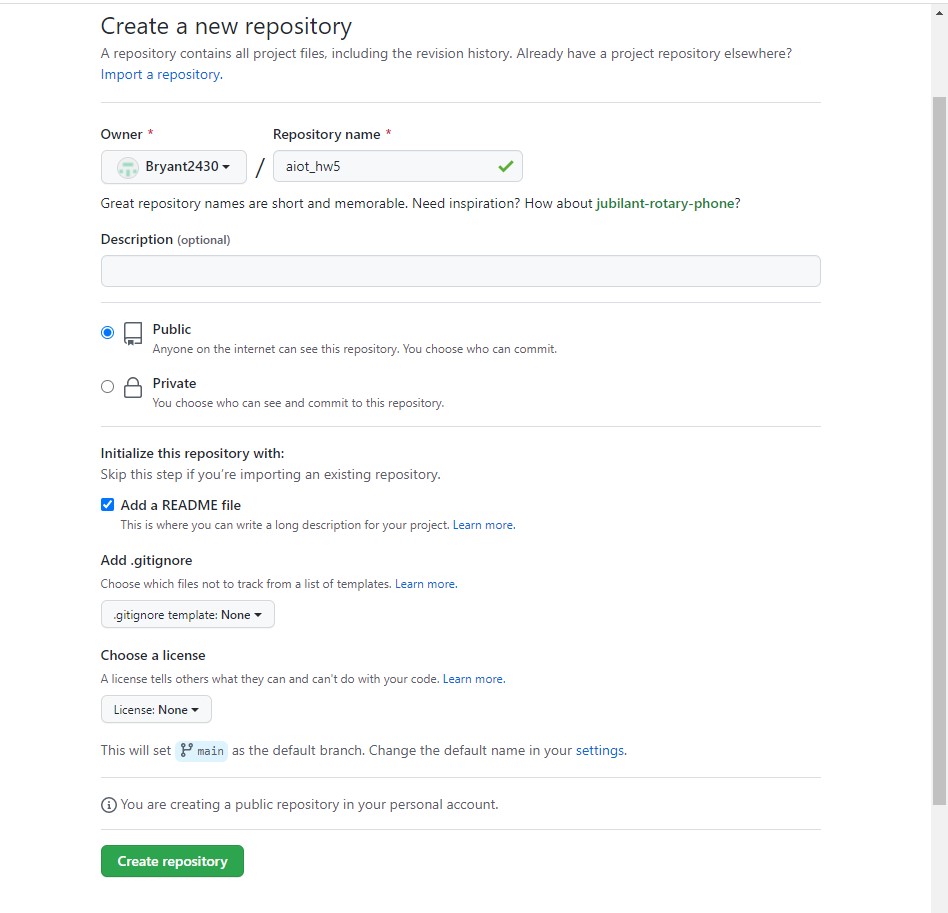 Create a new repository
A repository contains all project files, including the revision history. Already have a project repository elsewhere?
Import a repository.
Owner * Repository name *
Bryant2430 / aiot_hw5
Great repository names are short and memorable. Need inspiration? How about jubilant-rotary-phone?
Description (optional)
Public
Anyone on the internet can see this repository. You choose who can commit.
Private
You choose who can see and commit to this repository.
Initialize this repository with:
Skip this step if you're importing an existing repository.
Add a README file
This is where you can write a long description for your project. Learn more.
Add .gitignore
Choose which files not to track from a list of templates. Learn more.
.gitignore template: None
Choose a license
A license tells others what they can and can't do with your code. Learn more.
License: None
This will set main as the default branch. Change the default name in your settings.
You are creating a public repository in your personal account.
Create repository